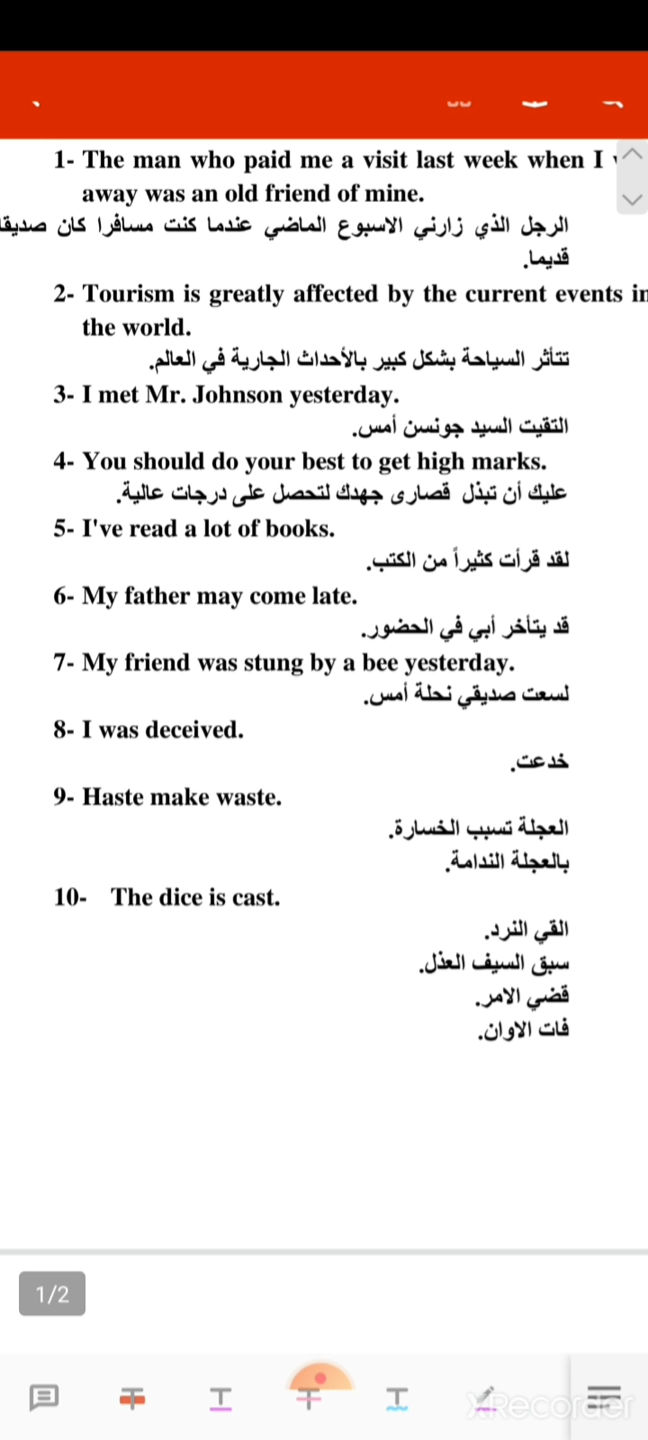 1- The man who paid me a visit last week when I
away was an old friend of mine.
الرجل الذي زارني الاسبوع الماضي عندما كنت مسافرا كان صديقا
قديما.
2- Tourism is greatly affected by the current events in
the world.
تتأثر السياحة بشكل كبير بالأحداث الجارية في العالم.
3- I met Mr. Johnson yesterday.
التقيت السيد جونسن أمس.
4- You should do your best to get high marks.
عليك أن تبذل قصارى جهدك لتحصل على درجات عالية.
5- I've read a lot of books.
لقد قرأت كثيراً من الكتب.
6- My father may come late.
قد يتأخر أبي في الحضور.
7- My friend was stung by a bee yesterday.
لسعت صديقي نحلة أمس.
8- I was deceived.
خدعت.
9- Haste make waste.
العجلة تسبب الخسارة.
بالعجلة الندامة.
10- The dice is cast.
القي النرد.
سبق السيف العذل.
قضي الامر.
فات الاوان.
1/2
XRecorder